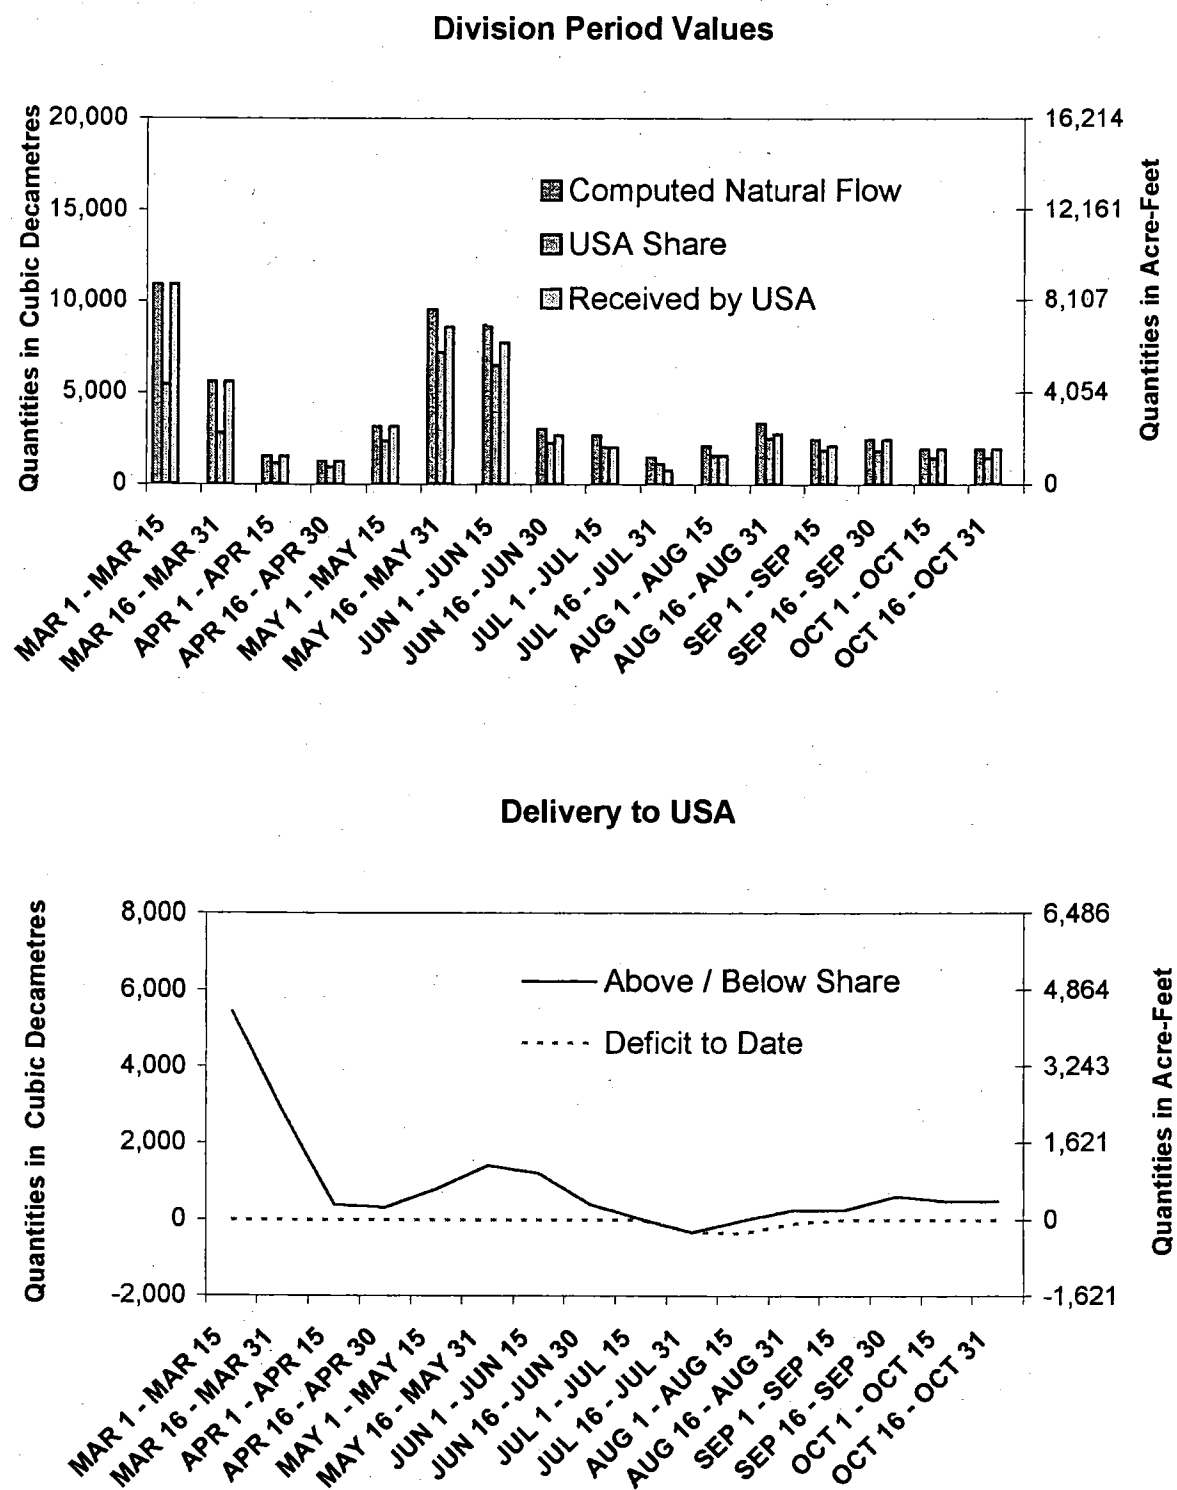 Division Period Values
Quantities in Cubic Decametres
20,000
15,000
10,000
5,000
0
Computed Natural Flow
USA Share
Received by USA
16,214
12,161
8,107
4,054
0
Quantities in Acre-Feet
MAR 1 - MAR 15
MAR 16 - MAR 31
APR 1 - APR 15
APR 16 - APR 30
MAY 1 - MAY 15
MAY 16 - MAY 31
JUN 1 - JUN 15
JUN 16 - JUN 30
JUL 1 - JUL 15
JUL 16 - JUL 31
AUG 1 - AUG 15
AUG 16 - AUG 31
SEP 1 - SEP 15
SEP 16 - SEP 30
OCT 1 - OCT 15
OCT 16 - OCT 31
Delivery to USA
Quantities in Cubic Decametres
8,000
6,000
4,000
2,000
0
-2,000
Above / Below Share
Deficit to Date
6,486
4,864
3,243
1,621
0
-1,621
Quantities in Acre-Feet
MAR 1 - MAR 15
MAR 16 - MAR 31
APR 1 - APR 15
APR 16 - APR 30
MAY 1 - MAY 15
MAY 16 - MAY 31
JUN 1 - JUN 15
JUN 16 - JUN 30
JUL 1 - JUL 15
JUL 16 - JUL 31
AUG 1 - AUG 15
AUG 16 - AUG 31
SEP 1 - SEP 15
SEP 16 - SEP 30
OCT 1 - OCT 15
OCT 16 - OCT 31